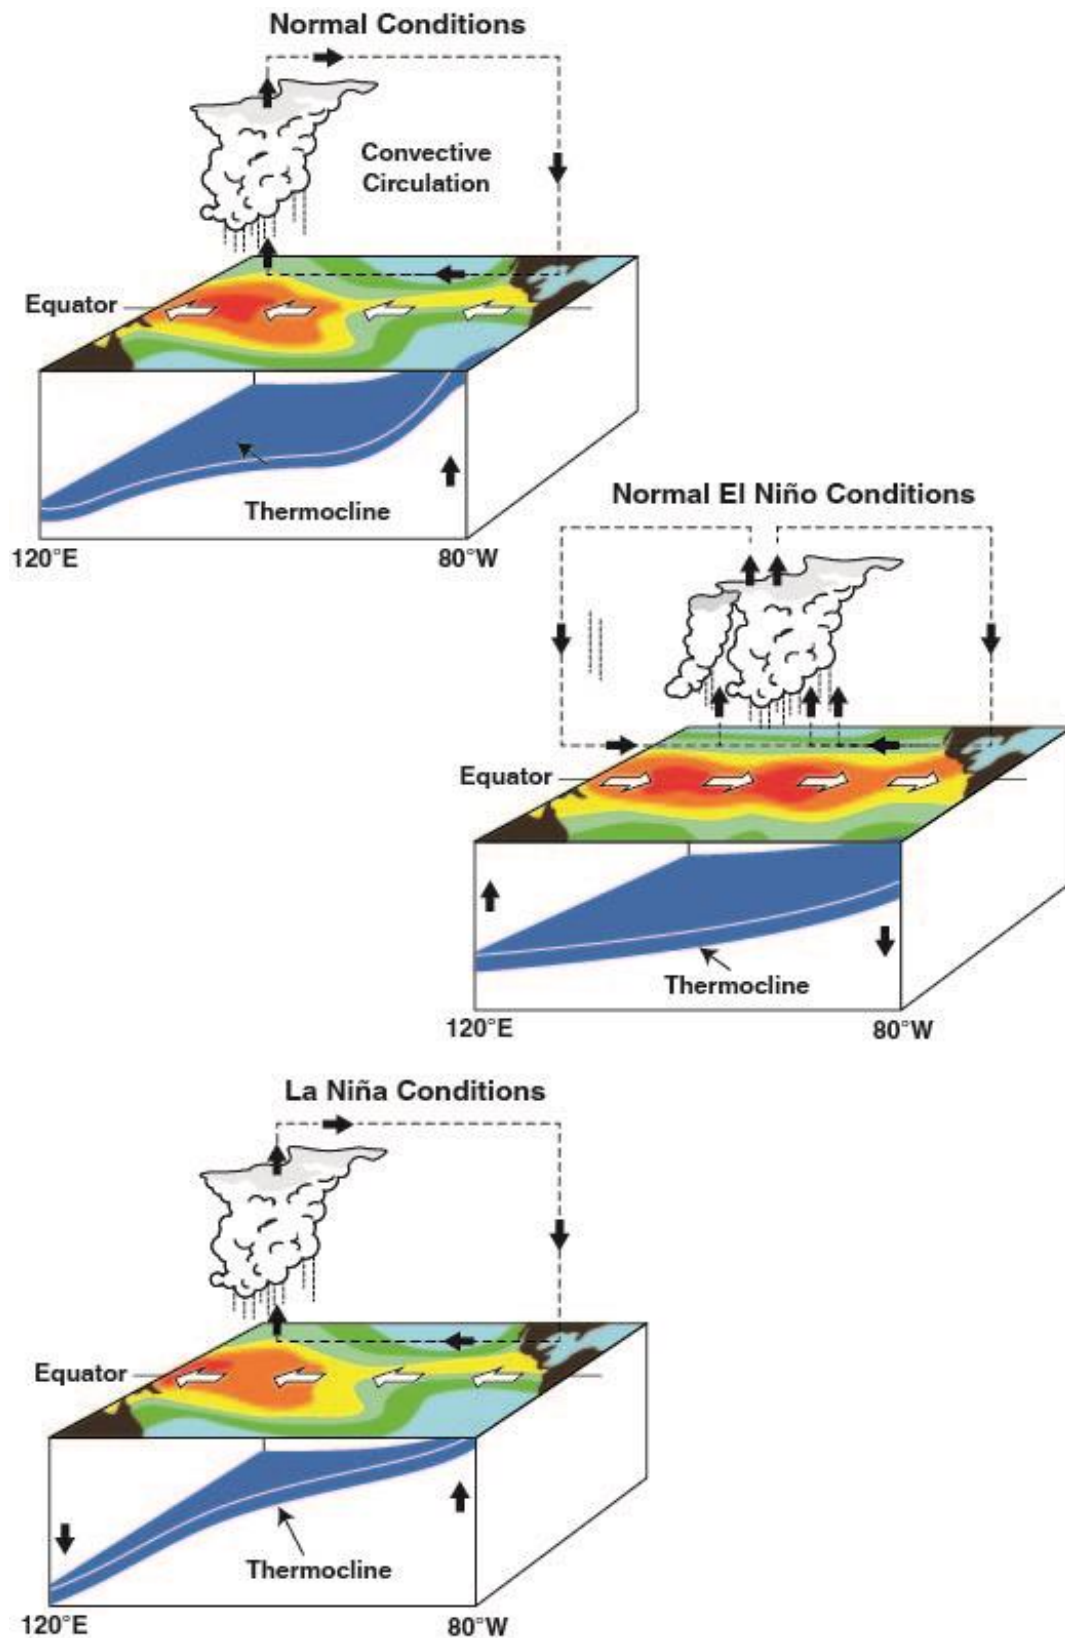 Normal Conditions
Convective
Circulation
Equator
Thermocline
120°E
80°W
Normal El Niño Conditions
Equator
Thermocline
120°E
80°W
La Niña Conditions
Equator
Thermocline
120°E
80°W